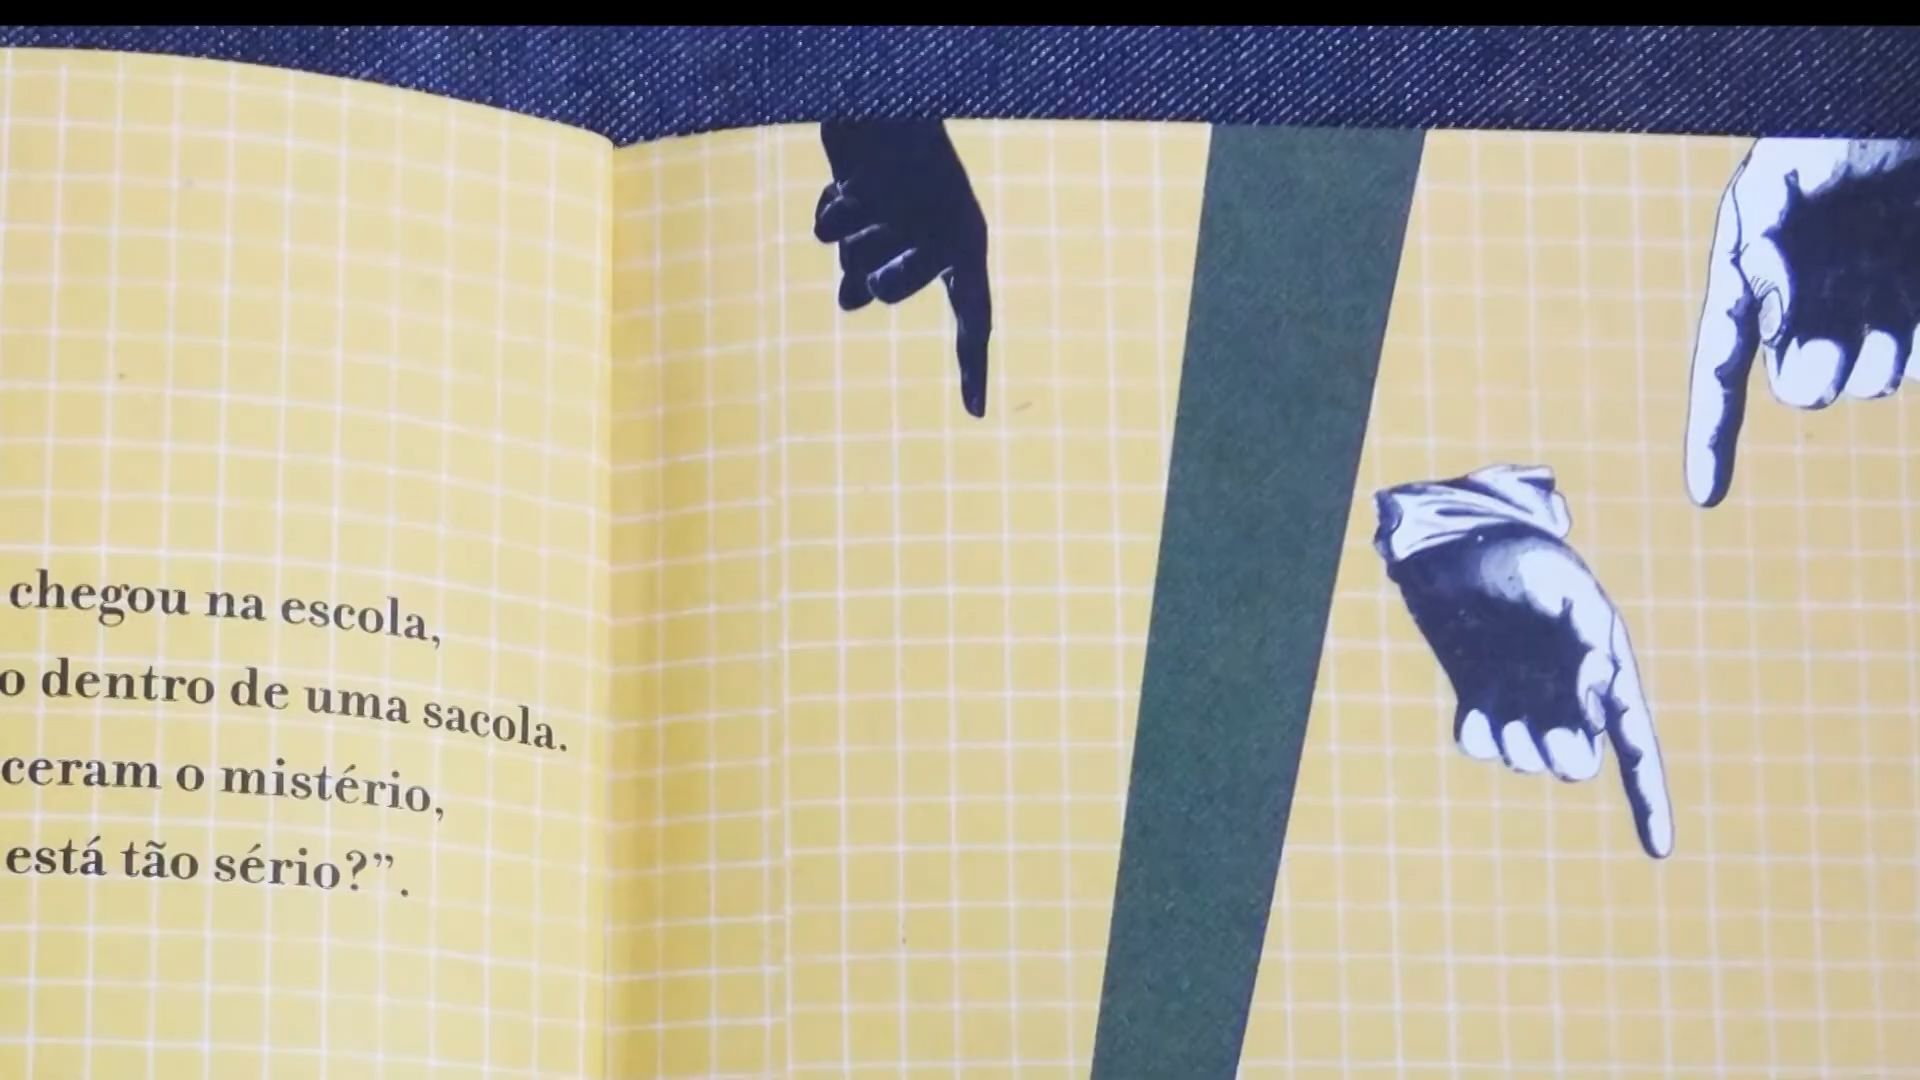 chegou na escola,
o dentro de uma sacola.
ceram o mistério,
está tão sério?”.